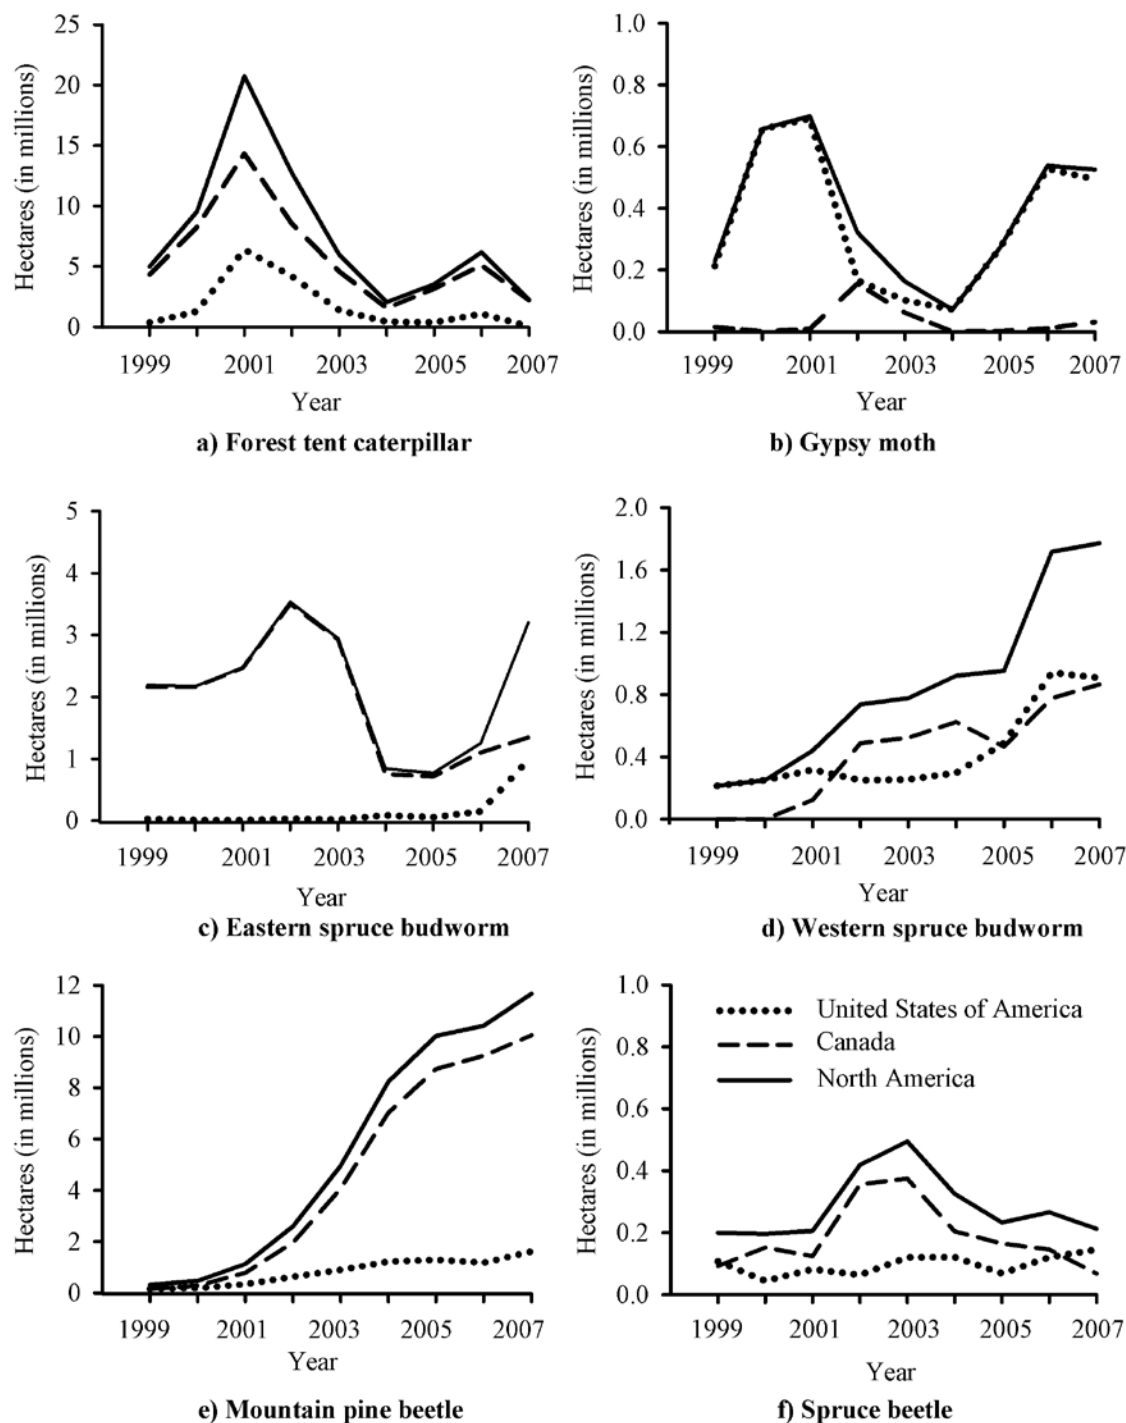 25
20
15
10
5
0
Hectares (in millions)
1999 2001 2003 2005 2007
Year
a) Forest tent caterpillar
1.0
0.8
0.6
0.4
0.2
0.0
Hectares (in millions)
1999 2001 2003 2005 2007
Year
b) Gypsy moth
5
4
3
2
1
0
Hectares (in millions)
1999 2001 2003 2005 2007
Year
c) Eastern spruce budworm
2.0
1.6
1.2
0.8
0.4
0.0
Hectares (in millions)
1999 2001 2003 2005 2007
Year
d) Western spruce budworm
12
10
8
6
4
2
0
Hectares (in millions)
1999 2001 2003 2005 2007
Year
e) Mountain pine beetle
1.0
0.8
0.6
0.4
0.2
0.0
Hectares (in millions)
United States of America
Canada
North America
1999 2001 2003 2005 2007
Year
f) Spruce beetle